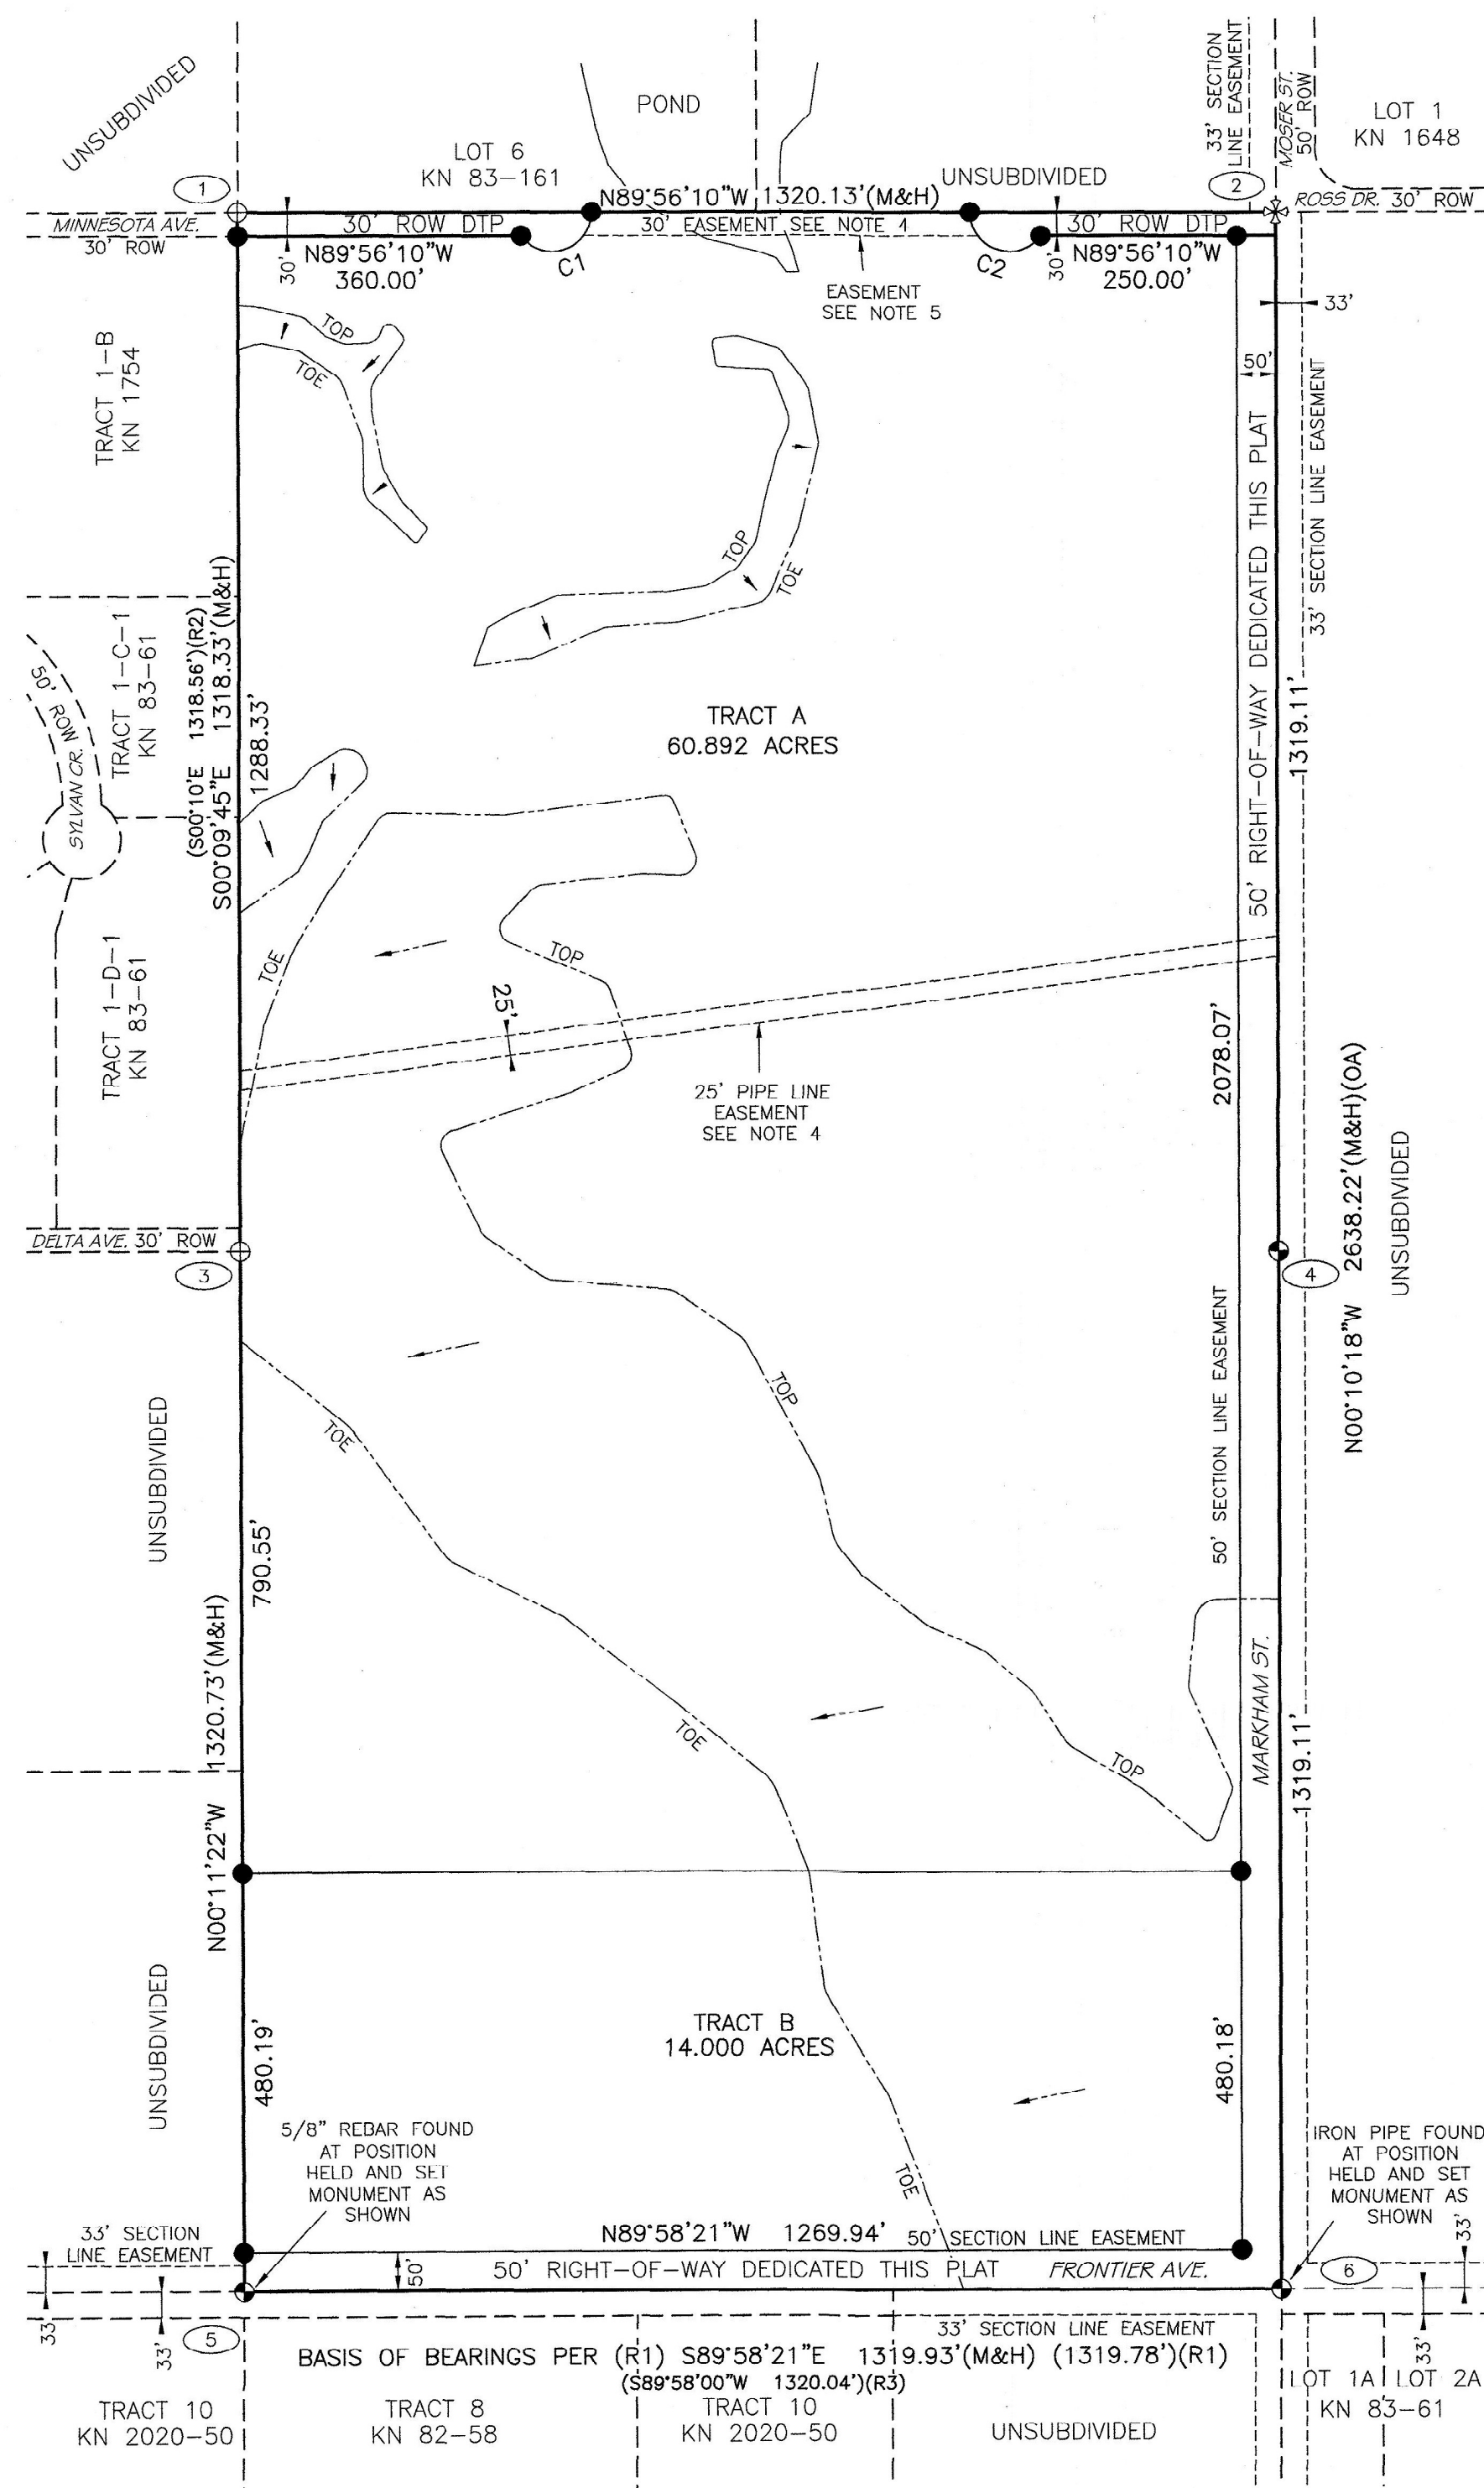 UNSUBDIVIDED
POND
LOT 6
KN 83-161
33' SECTION
LINE EASEMENT
MOSER ST.
50' ROW
LOT 1
KN 1648
1
N89°56'10"W 1320.13'(M&H)
UNSUBDIVIDED
2
ROSS DR. 30' ROW
MINNESOTA AVE.
30' ROW
30' ROW DTP
30' EASEMENT SEE NOTE 4
30' ROW DTP
30'
N89°56'10"W
360.00'
C1
C2
30'
N89°56'10"W
250.00'
EASEMENT
SEE NOTE 5
33'
TRACT 1-B
KN 1754
TOP
TOE
50'
33' SECTION LINE EASEMENT
50' RIGHT-OF-WAY DEDICATED THIS PLAT
TOP
TOE
(S00°10'E 1318.56')(R2)
S00°09'45"E 1318.33'(M&H)
1288.33'
TRACT 1-C-1
KN 83-61
50' ROW
SYLVAN CR.
TRACT A
60.892 ACRES
1319.11'
TRACT 1-D-1
KN 83-61
TOE
TOP
25'
25' PIPE LINE
EASEMENT
SEE NOTE 4
2078.07'
N00°10'18"W 2638.22'(M&H)(OA)
UNSUBDIVIDED
DELTA AVE. 30' ROW
3
4
UNSUBDIVIDED
TOE
TOP
50' SECTION LINE EASEMENT
790.55'
N00°11'22"W 1320.73'(M&H)
TOE
TOP
MARKHAM ST.
1319.11'
UNSUBDIVIDED
480.19'
TRACT B
14.000 ACRES
480.18'
5/8" REBAR FOUND
AT POSITION
HELD AND SET
MONUMENT AS
SHOWN
TOE
IRON PIPE FOUND
AT POSITION
HELD AND SET
MONUMENT AS
SHOWN
33' SECTION
LINE EASEMENT
N89°58'21"W 1269.94'
50' SECTION LINE EASEMENT
33'
50'
50' RIGHT-OF-WAY DEDICATED THIS PLAT
FRONTIER AVE.
6
33'
5
33'
33' SECTION LINE EASEMENT
33'
BASIS OF BEARINGS PER (R1) S89°58'21"E 1319.93'(M&H) (1319.78')(R1)
(S89°58'00"W 1320.04')(R3)
TRACT 10
KN 2020-50
TRACT 8
KN 82-58
TRACT 10
KN 2020-50
UNSUBDIVIDED
LOT 1A
LOT 2A
KN 83-61